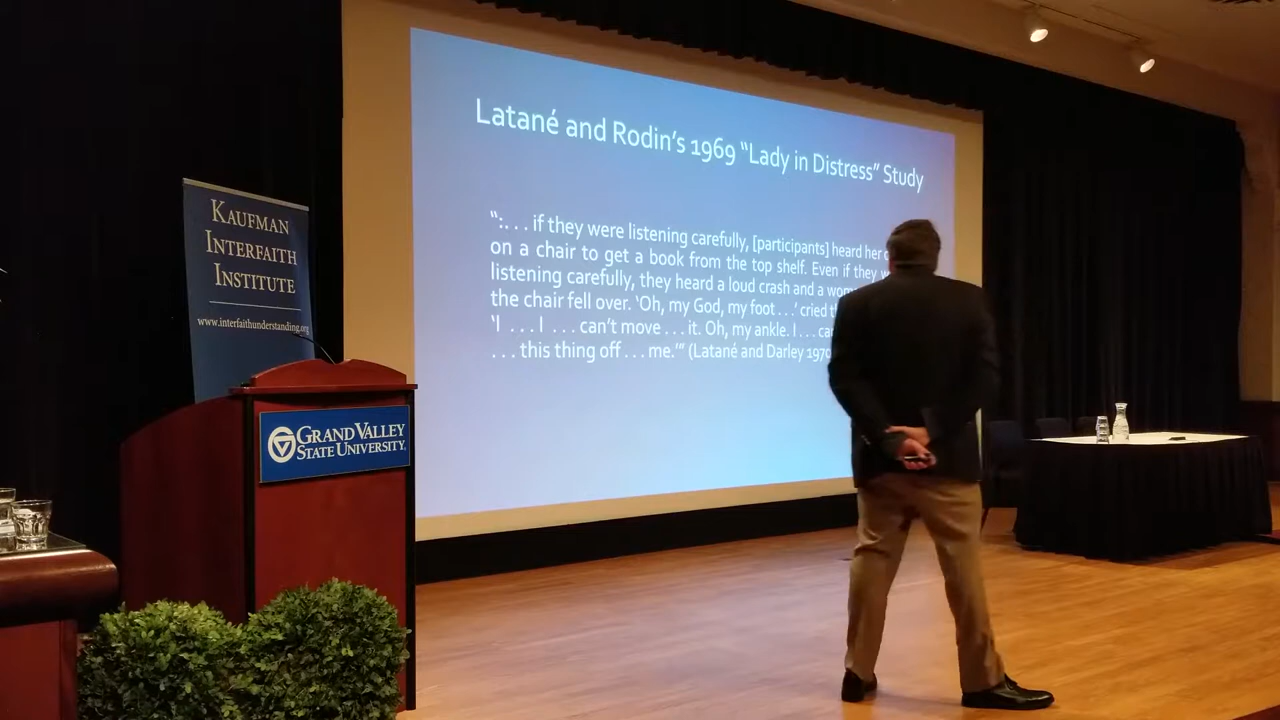 Latané and Rodin's 1969 “Lady in Distress” Study
“:. . . if they were listening carefully, [participants] heard her
on a chair to get a book from the top shelf. Even if they
listening carefully, they heard a loud crash and a
the chair fell over. ‘Oh, my God, my foot . . .’ cried
‘I . . . I . . . can't move . . . it. Oh, my ankle. I . . .
. . . this thing off . . . me.’” (Latané and Darley 1970
KAUFMAN
INTERFAITH
INSTITUTE
www.interfaithunderstanding.org
GRAND VALLEY
STATE UNIVERSITY.